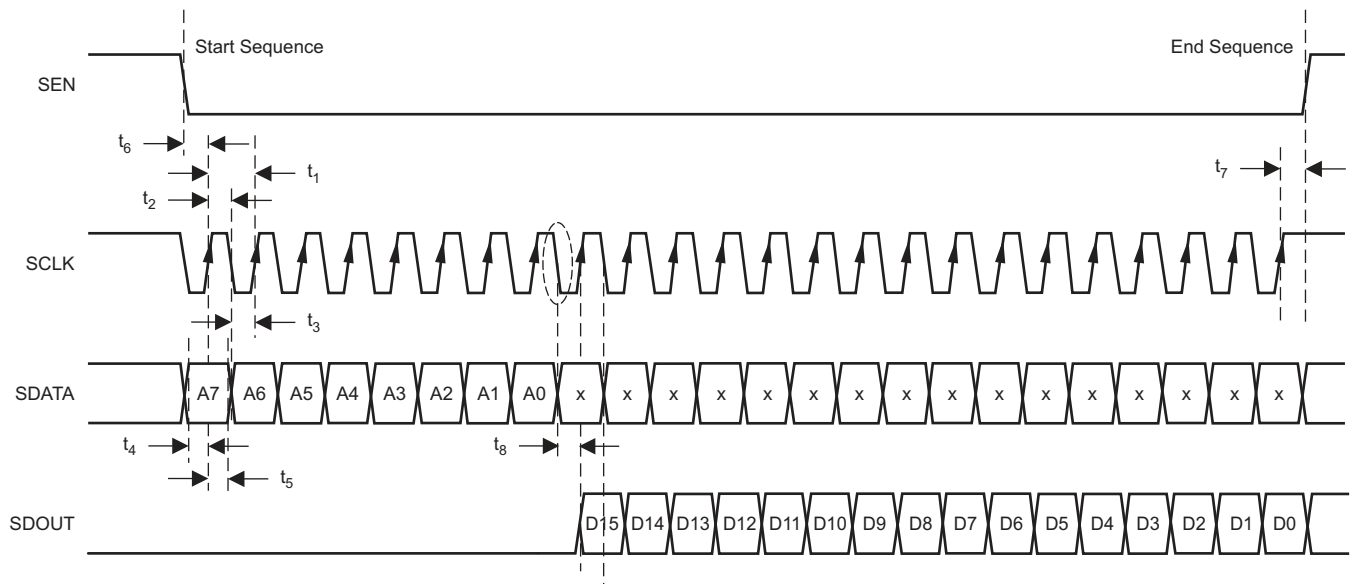 Start Sequence End Sequence
SEN
t6
t1
t7
t2
SCLK
t3
SDATA A7 A6 A5 A4 A3 A2 A1 A0 x x x x x x x x x x x x x x x x
t4 t8
t5
SDOUT D15 D14 D13 D12 D11 D10 D9 D8 D7 D6 D5 D4 D3 D2 D1 D0